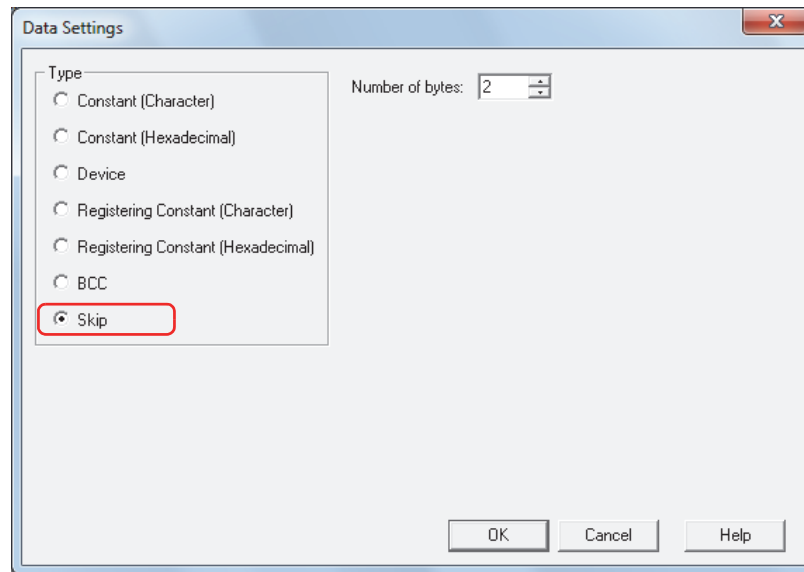 Data Settings
Type
Constant (Character)
Constant (Hexadecimal)
Device
Registering Constant (Character)
Registering Constant (Hexadecimal)
BCC
Skip
Number of bytes: 2
OK Cancel Help